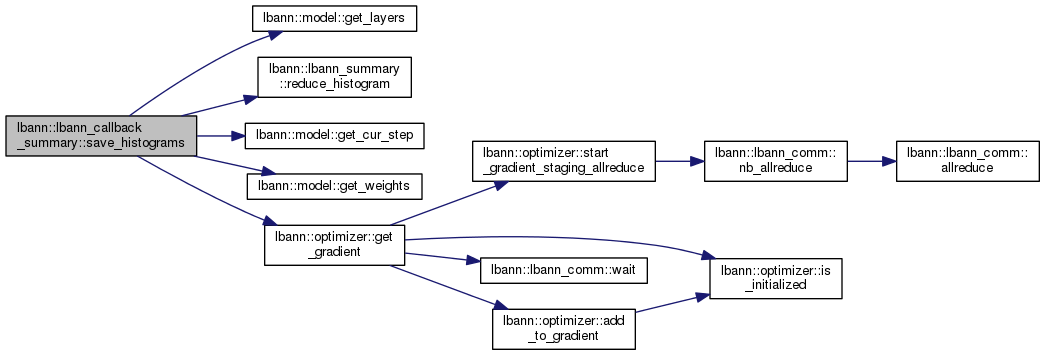 lbann::lbann_callback
_summary::save_histograms
lbann::model::get_layers
lbann::lbann_summary
::reduce_histogram
lbann::model::get_cur_step
lbann::model::get_weights
lbann::optimizer::get
_gradient
lbann::optimizer::start
_gradient_staging_allreduce
lbann::lbann_comm::wait
lbann::optimizer::add
_to_gradient
lbann::lbann_comm::
nb_allreduce
lbann::optimizer::is
_initialized
lbann::lbann_comm::
allreduce